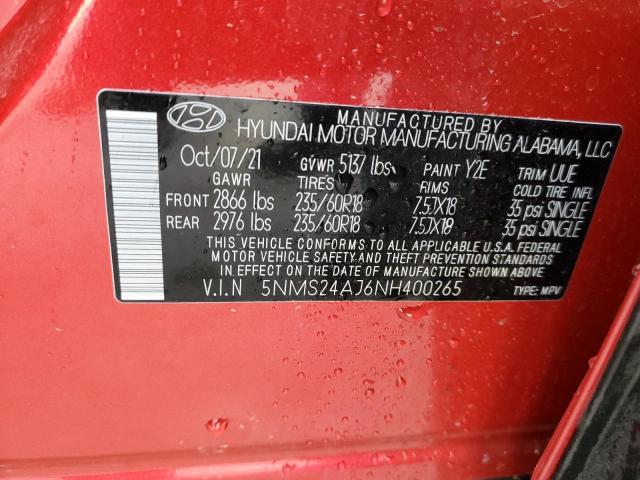 MANUFACTURED BY
HYUNDAI MOTOR MANUFACTURING ALABAMA, LLC
Oct/07/21 GVWR 5137 lbs PAINT Y2E TRIM UUE
GAWR TIRES RIMS COLD TIRE INFL
FRONT 2866 lbs 235/60R18 7.5JX18 35 psi SINGLE
REAR 2976 lbs 235/60R18 7.5JX18 35 psi SINGLE
THIS VEHICLE CONFORMS TO ALL APPLICABLE U.S.A. FEDERAL
MOTOR VEHICLE SAFETY AND THEFT PREVENTION STANDARDS
IN EFFECT ON THE DATE OF MANUFACTURE SHOWN ABOVE
V.I.N 5NMS24AJ6NH400265 TYPE: MPV